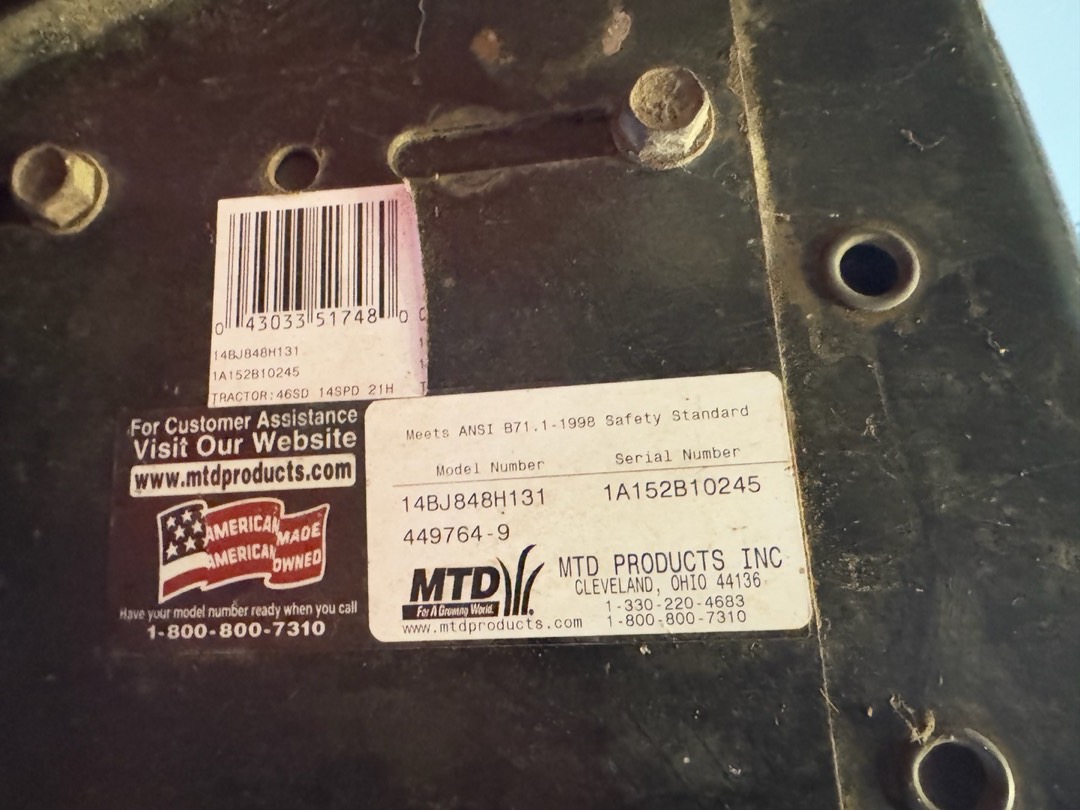 0 43033 51748 0
14BJ848H131
1A152B10245
TRACTOR:46SD 14SPD 21H
For Customer Assistance
Visit Our Website
www.mtdproducts.com
AMERICAN MADE
AMERICAN OWNED
Have your model number ready when you call
1-800-800-7310
Meets ANSI B71.1-1998 Safety Standard
Model Number Serial Number
14BJ848H131 1A152B10245
449764-9
MTD
For A Growing World.
www.mtdproducts.com
MTD PRODUCTS INC
CLEVELAND, OHIO 44136
1-330-220-4683
1-800-800-7310